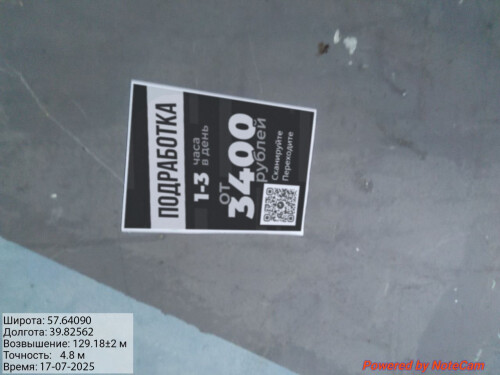 ПОДРАБОТКА
1-3 часа
в день
от
3400
рублей
Сканируйте
Переходите
Широта: 57.64090
Долгота: 39.82562
Возвышение: 129.18±2 м
Точность: 4.8 м
Время: 17-07-2025
Powered by NoteCam